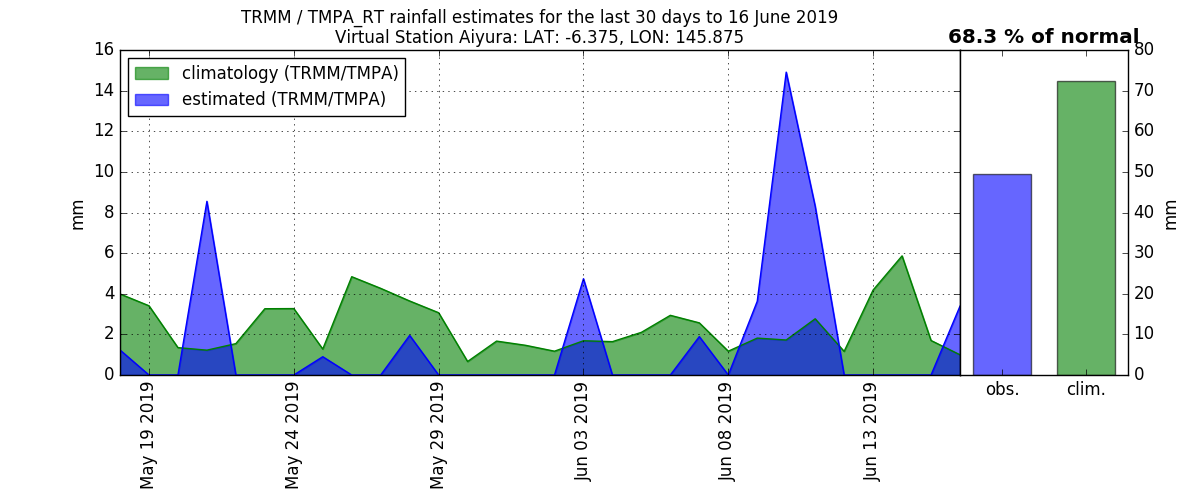 TRMM / TMPA_RT rainfall estimates for the last 30 days to 16 June 2019
Virtual Station Aiyura: LAT: -6.375, LON: 145.875
68.3 % of normal
climatology (TRMM/TMPA)
estimated (TRMM/TMPA)
mm
16
14
12
10
8
6
4
2
0
May 19 2019
May 24 2019
May 29 2019
Jun 03 2019
Jun 08 2019
Jun 13 2019
80
70
60
50
40
30
20
10
0
mm
obs.
clim.